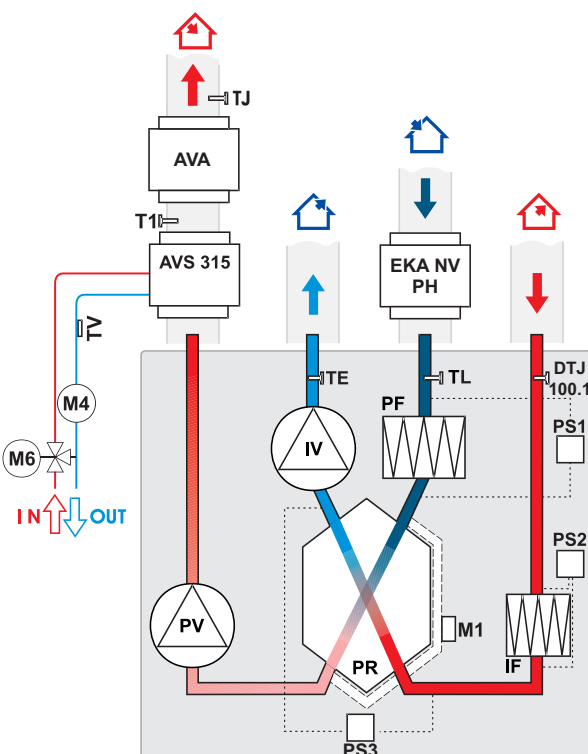 TJ
AVA
T1
AVS 315
EKA NV
PH
TV
TE
TL
DTJ
100.1
PF
PS1
M4
IV
M6
IN
OUT
PS2
PV
M1
PR
IF
PS3